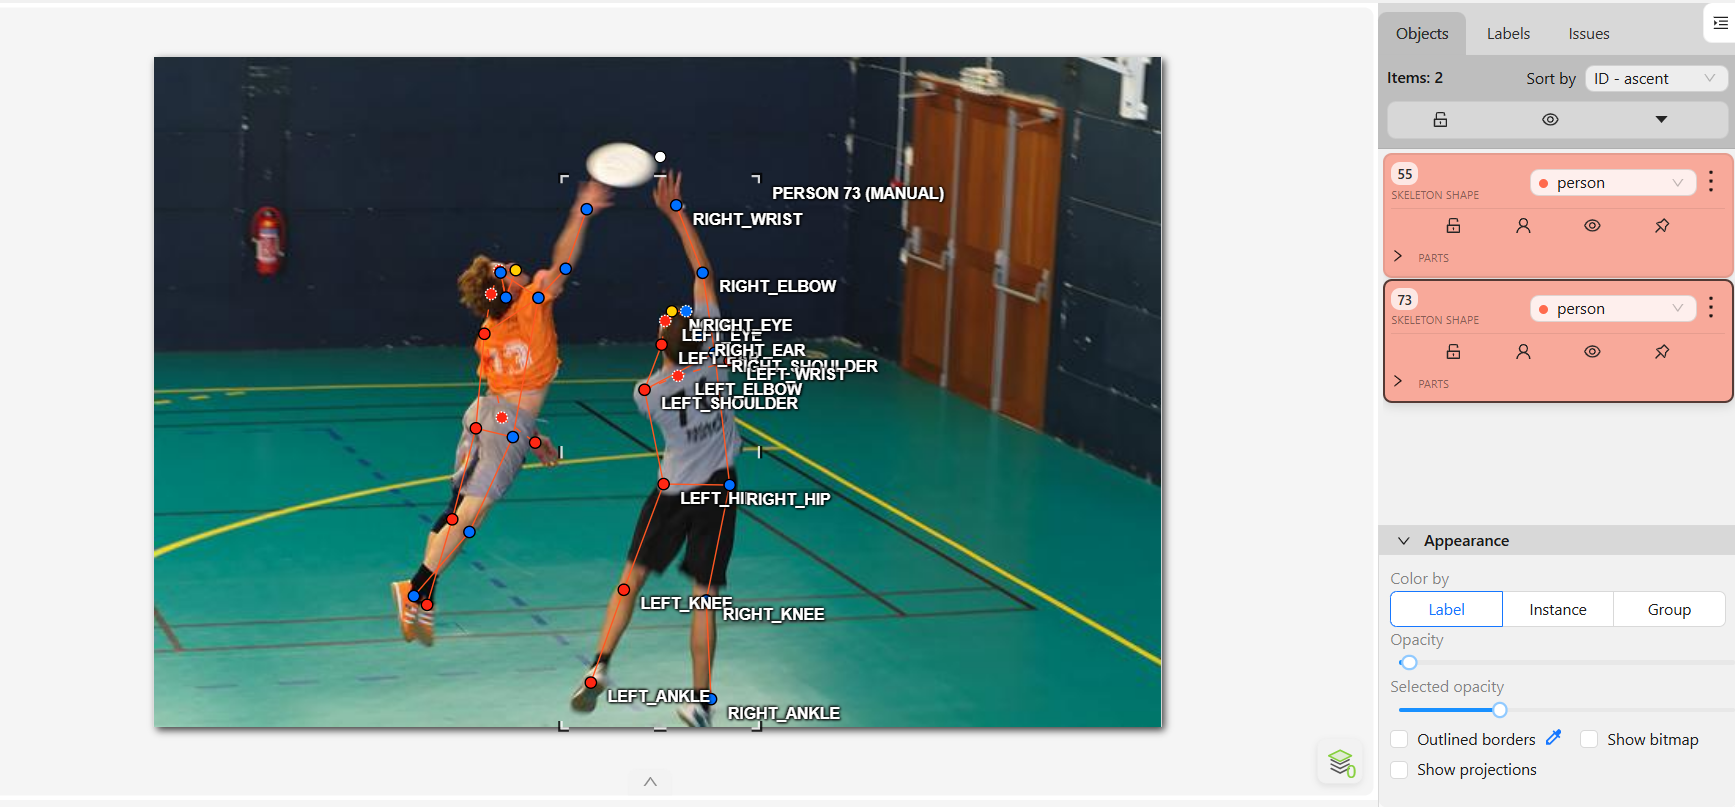 Objects
Labels
Issues
Items: 2
Sort by
ID - ascent
55
SKELETON SHAPE
person
PARTS
73
SKELETON SHAPE
person
PARTS
Appearance
Color by
Label
Instance
Group
Opacity
Selected opacity
Outlined borders
Show bitmap
Show projections
0
PERSON 73 (MANUAL)
RIGHT_WRIST
RIGHT_ELBOW
RIGHT_EYE
LEFT_EYE
RIGHT_EAR
RIGHT_SHOULDER
LEFT_WRIST
LEFT_ELBOW
LEFT_SHOULDER
RIGHT_HIP
LEFT_KNEE
RIGHT_KNEE
LEFT_ANKLE
RIGHT_ANKLE
13